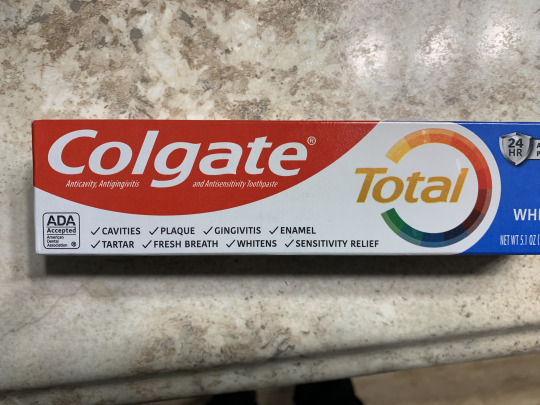 Colgate®
Anticavity, Antigingivitis and Antisensitivity Toothpaste
Total
24
HR
ADA
Accepted
American
Dental
Association ®
✓ CAVITIES ✓ PLAQUE ✓ GINGIVITIS ✓ ENAMEL
✓ TARTAR ✓ FRESH BREATH ✓ WHITENS ✓ SENSITIVITY RELIEF
WHI
NET WT 5.1 OZ (